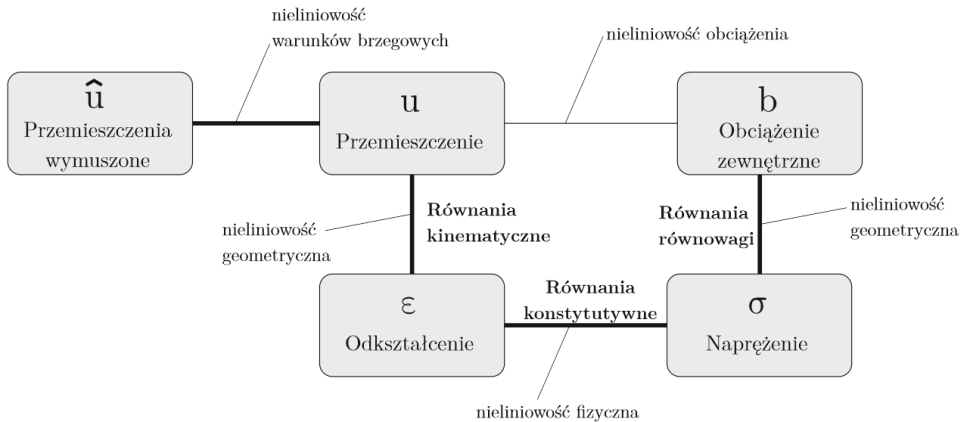 nieliniowość
warunków brzegowych
nieliniowość obciążenia
û
Przemieszczenia
wymuszone
u
Przemieszczenie
b
Obciążenie
zewnętrzne
nieliniowość
geometryczna
Równania
kinematyczne
Równania
równowagi
nieliniowość
geometryczna
ε
Odkształcenie
Równania
konstytutywne
σ
Naprężenie
nieliniowość fizyczna